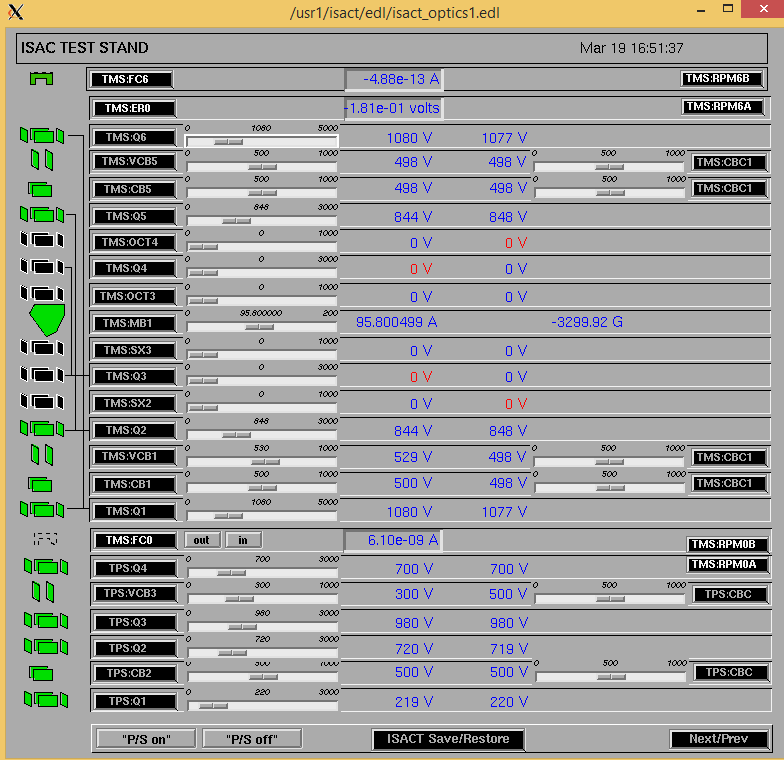 /usr1/isact/edl/isact_optics1.edl
ISAC TEST STAND Mar 19 16:51:37
TMS:FC6 -4.88e-13 A TMS:RPM6B
TMS:ER0 -1.81e-01 volts TMS:RPM6A
TMS:Q6 0 1080 5000 1080 V 1077 V
TMS:VCB5 0 500 1000 498 V 498 V 0 500 1000 TMS:CBC1
TMS:CB5 0 500 1000 498 V 498 V 0 500 1000 TMS:CBC1
TMS:Q5 0 848 3000 844 V 848 V
TMS:OCT4 0 0 1000 0 V 0 V
TMS:Q4 0 0 3000 0 V 0 V
TMS:OCT3 0 0 1000 0 V 0 V
TMS:MB1 0 95.800000 200 95.800499 A -3299.92 G
TMS:SX3 0 0 1000 0 V 0 V
TMS:Q3 0 0 3000 0 V 0 V
TMS:SX2 0 0 1000 0 V 0 V
TMS:Q2 0 848 3000 844 V 848 V
TMS:VCB1 0 530 1000 529 V 498 V 0 500 1000 TMS:CBC1
TMS:CB1 0 500 1000 500 V 498 V 0 500 1000 TMS:CBC1
TMS:Q1 0 1080 5000 1080 V 1077 V
TMS:FC0 out in 6.10e-09 A TMS:RPM0B
TMS:RPM0A
TPS:Q4 0 700 3000 700 V 700 V
TPS:VCB3 0 300 1000 300 V 500 V 0 500 1000 TPS:CBC
TPS:Q3 0 980 3000 980 V 980 V
TPS:Q2 0 720 3000 720 V 719 V
TPS:CB2 0 500 1000 500 V 500 V 0 500 1000 TPS:CBC
TPS:Q1 0 220 3000 219 V 220 V
"P/S on" "P/S off" ISACT Save/Restore Next/Prev